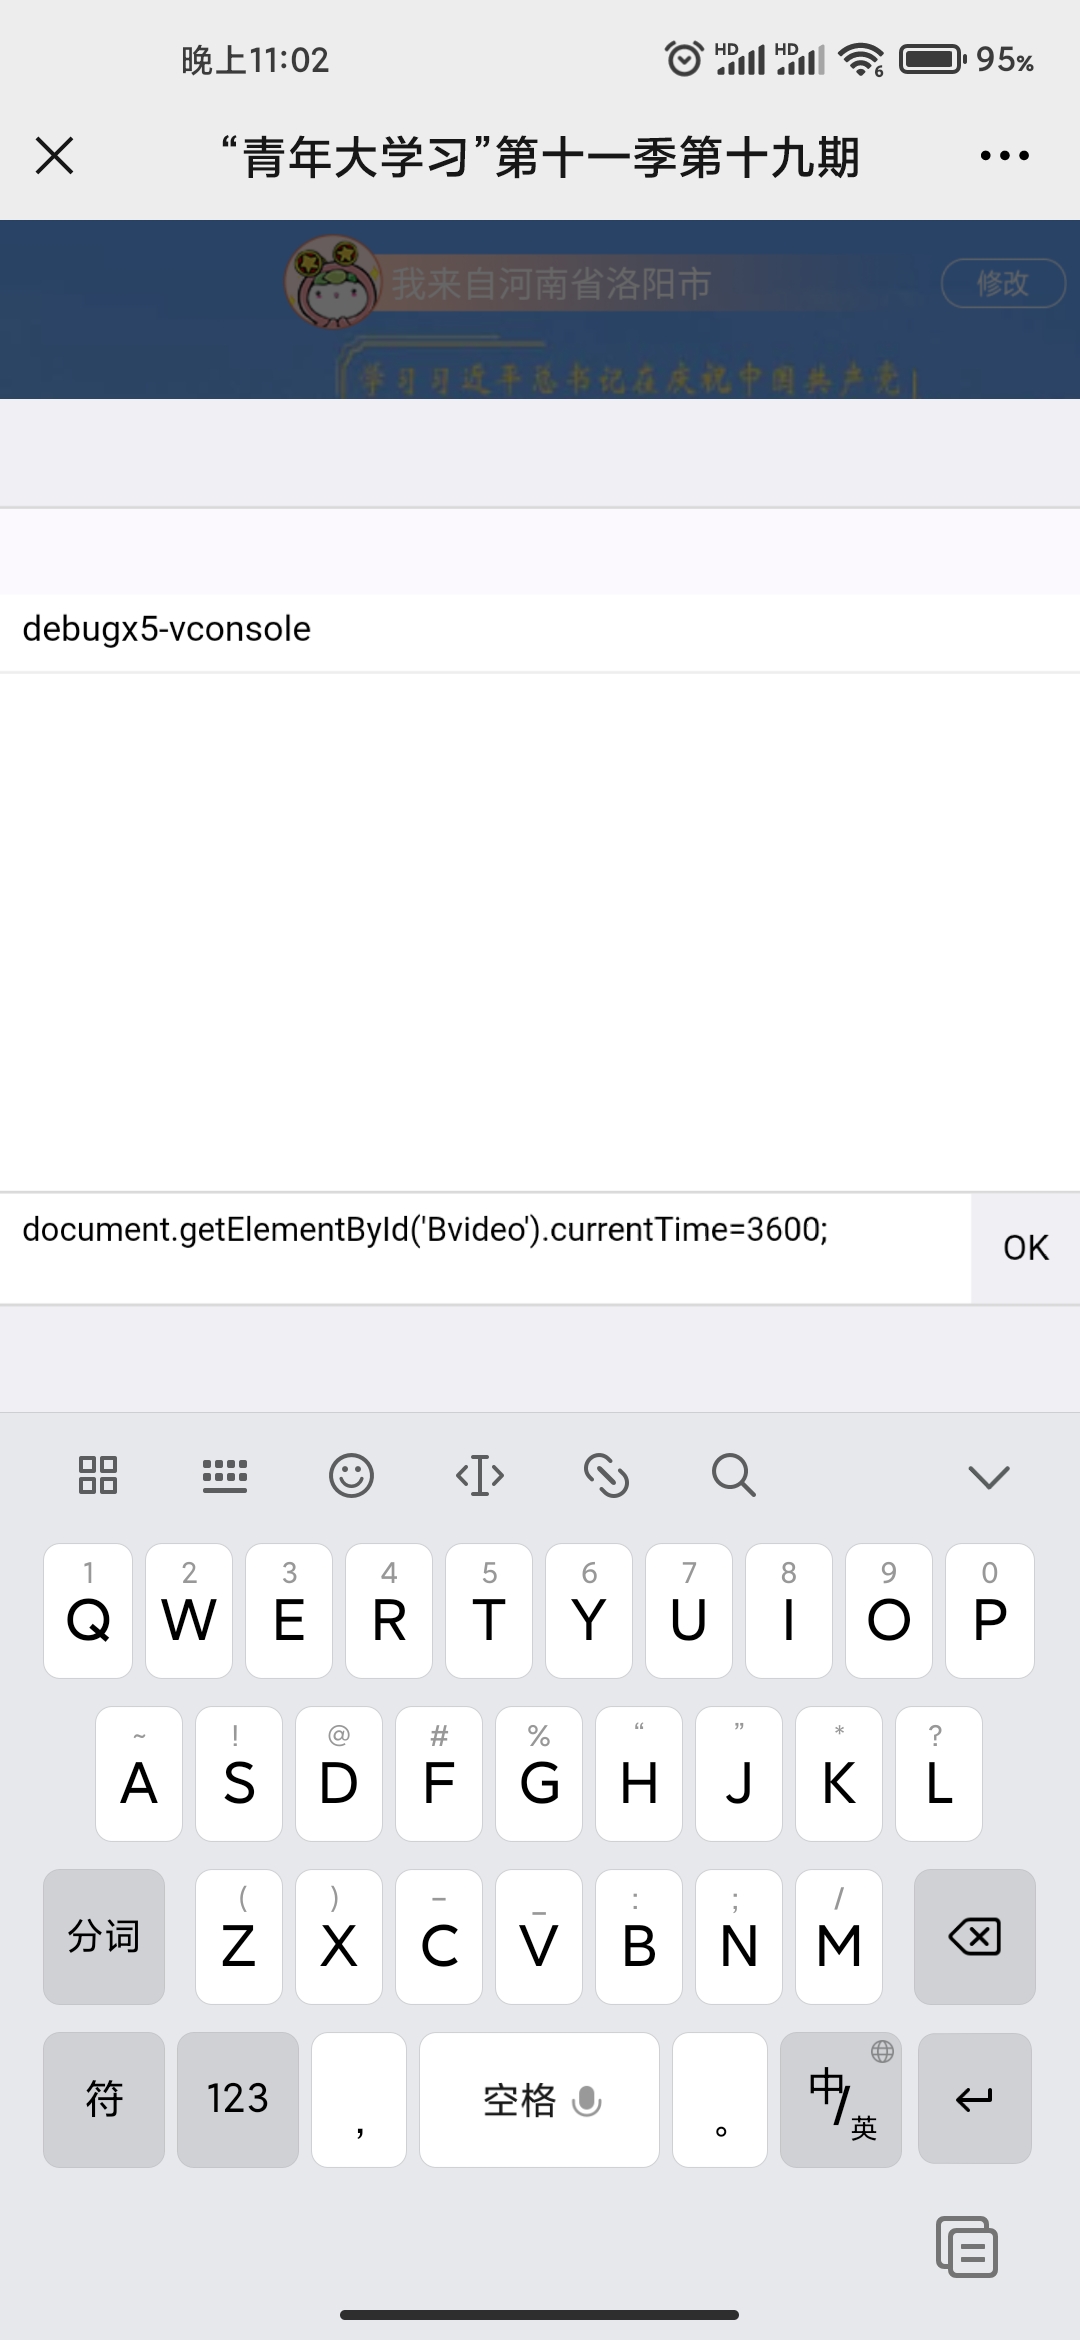 晚上11:02
HD HD 6 95%
“青年大学习”第十一季第十九期
我来自河南省洛阳市
修改
学习习近平总书记在庆祝中国共产党
debugx5-vconsole
document.getElementById('Bvideo').currentTime=3600;
OK
1 2 3 4 5 6 7 8 9 0
Q W E R T Y U I O P
~ ! @ # % “ ” * ?
A S D F G H J K L
( ) – _ : ; /
分词 Z X C V B N M
符 123 , 空格 。 中/英